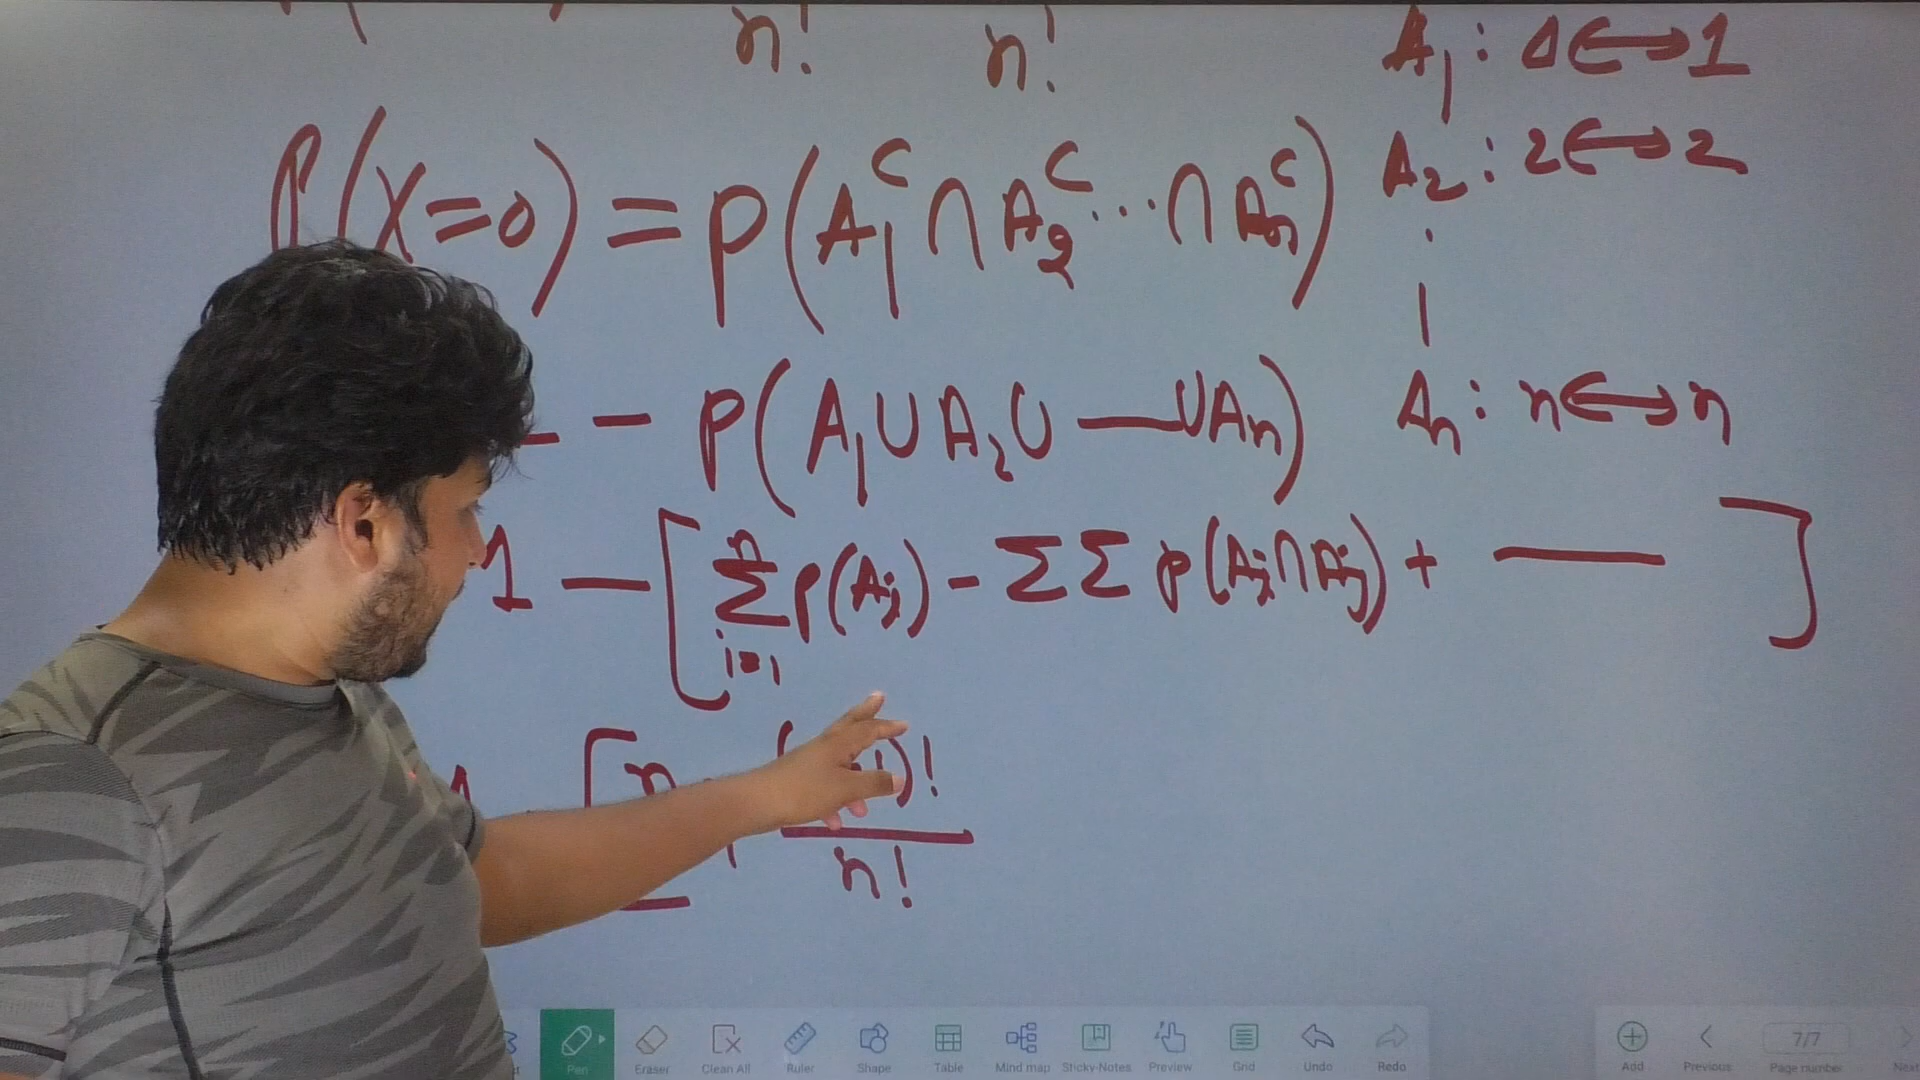 n! n!
A₁ : 1 ↔ 1
P(X=0) = P(A₁ᶜ ∩ A₂ᶜ ... ∩ Aₙᶜ)
A₂ : 2 ↔ 2
- P(A₁ ∪ A₂ ∪ — ∪ Aₙ)
Aₙ : n ↔ n
1 - [ Σⁿᵢ₌₁ P(Aᵢ) - ΣΣ P(Aᵢ ∩ Aⱼ) + — ]
[ n )!
n!
Pen Eraser Clean All Ruler Shape Table Mind map Sticky-Notes Preview Grid Undo Redo
Add Previous 7/7 Page number Next